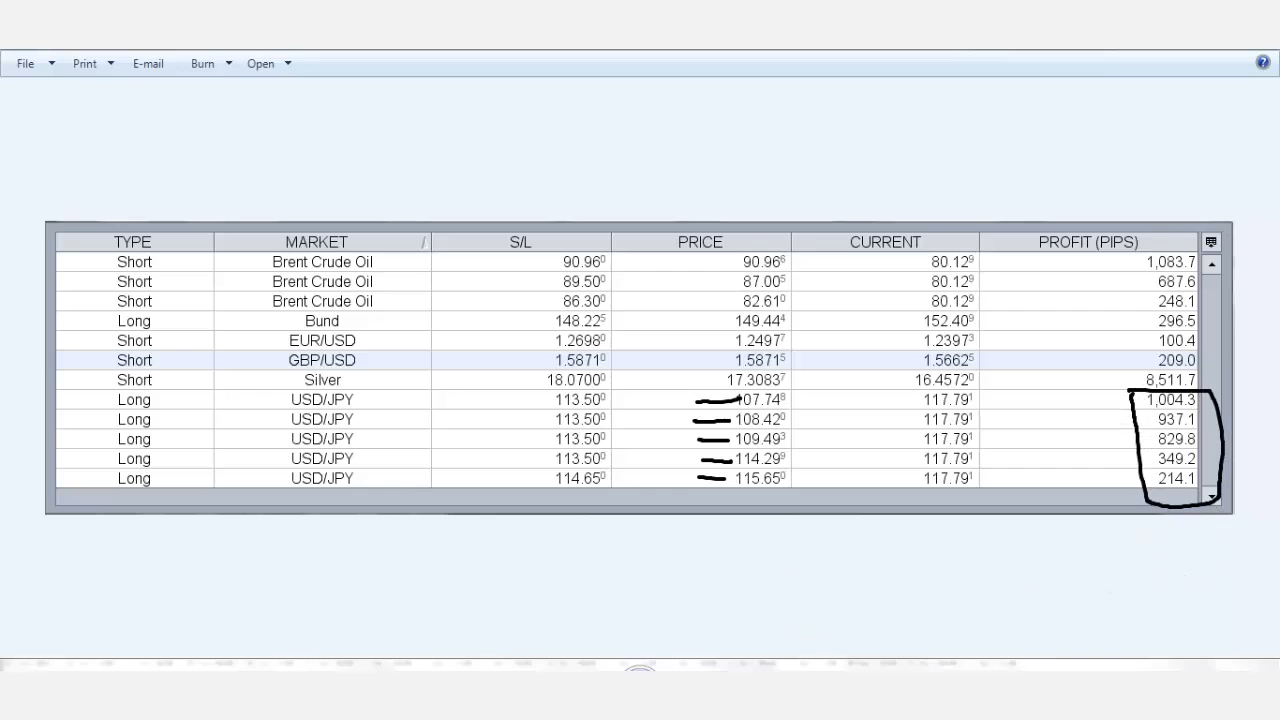 File Print E-mail Burn Open
TYPE MARKET / S/L PRICE CURRENT PROFIT (PIPS)
Short Brent Crude Oil 90.96⁰ 90.96⁶ 80.12⁹ 1,083.7
Short Brent Crude Oil 89.50⁰ 87.00⁵ 80.12⁹ 687.6
Short Brent Crude Oil 86.30⁰ 82.61⁰ 80.12⁹ 248.1
Long Bund 148.22⁵ 149.44⁴ 152.40⁹ 296.5
Short EUR/USD 1.2698⁰ 1.2497⁷ 1.2397³ 100.4
Short GBP/USD 1.5871⁰ 1.5871⁵ 1.5662⁵ 209.0
Short Silver 18.0700⁰ 17.3083⁷ 16.4572⁰ 8,511.7
Long USD/JPY 113.50⁰ 107.74⁸ 117.79¹ 1,004.3
Long USD/JPY 113.50⁰ 108.42⁰ 117.79¹ 937.1
Long USD/JPY 113.50⁰ 109.49³ 117.79¹ 829.8
Long USD/JPY 113.50⁰ 114.29⁹ 117.79¹ 349.2
Long USD/JPY 114.65⁰ 115.65⁰ 117.79¹ 214.1